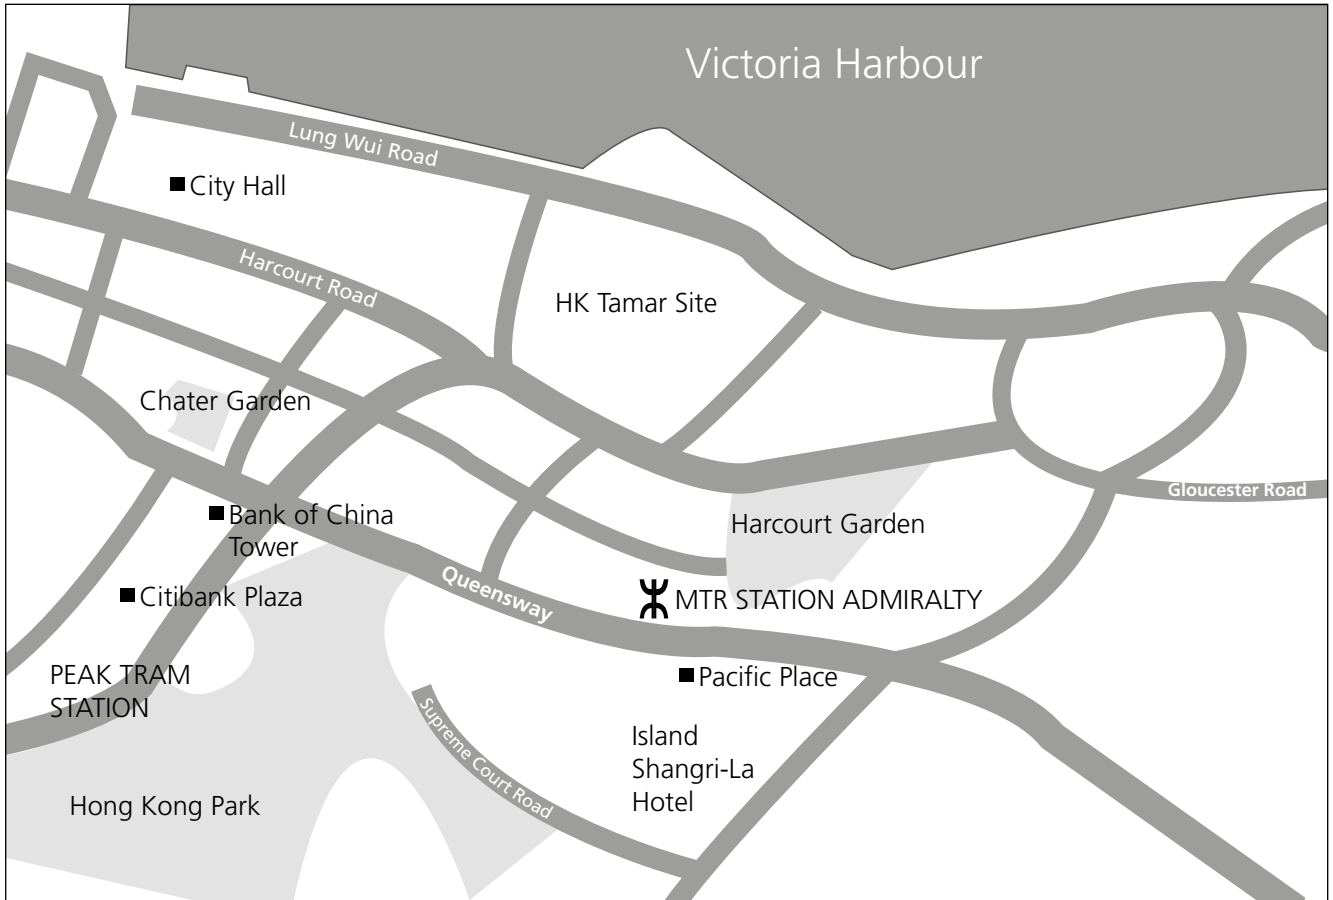 Victoria Harbour
Lung Wui Road
City Hall
Harcourt Road
HK Tamar Site
Chater Garden
Gloucester Road
Bank of China
Tower
Harcourt Garden
Queensway
Citibank Plaza
MTR STATION ADMIRALTY
PEAK TRAM
STATION
Pacific Place
Supreme Court Road
Island
Shangri-La
Hotel
Hong Kong Park